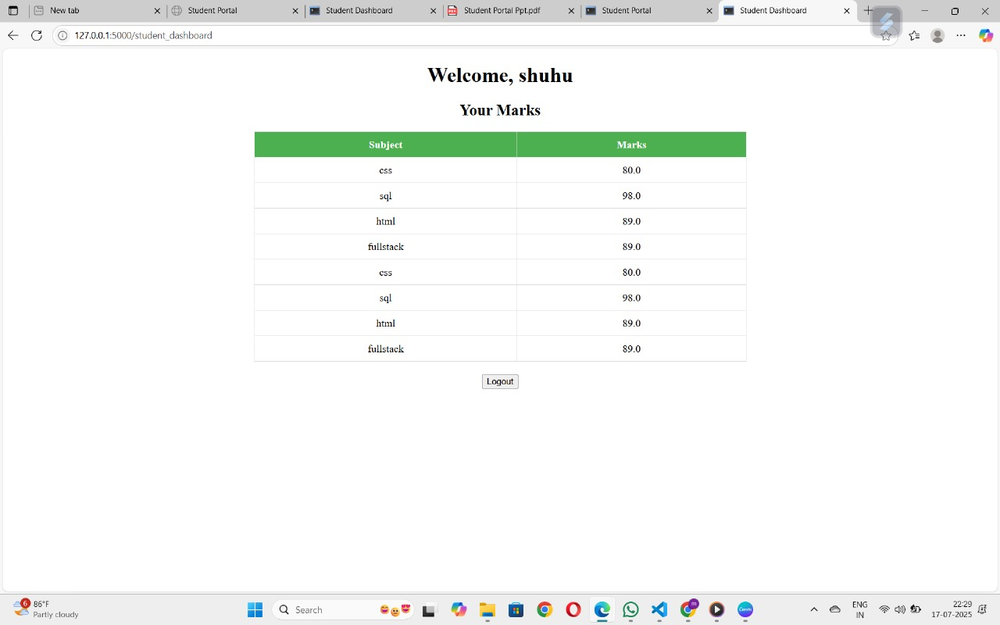 New tab
Student Portal
Student Dashboard
Student Portal Ppt.pdf
Student Portal
Student Dashboard
127.0.0.1:5000/student_dashboard
Welcome, shuhu
Your Marks
Subject Marks
css 80.0
sql 98.0
html 89.0
fullstack 89.0
css 80.0
sql 98.0
html 89.0
fullstack 89.0
Logout
6
86°F
Partly cloudy
Search
m
Canva
ENG
IN
22:29
17-07-2025